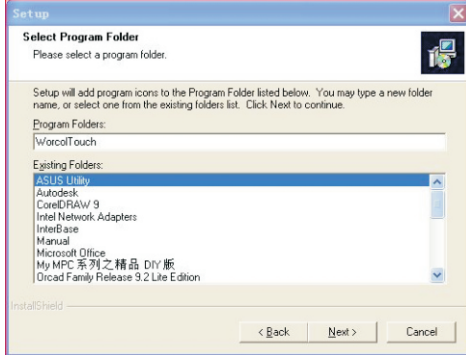 Setup
Select Program Folder
Please select a program folder.
Setup will add program icons to the Program Folder listed below. You may type a new folder
name, or select one from the existing folders list. Click Next to continue.
Program Folders:
WorcolTouch
Existing Folders:
ASUS Utility
Autodesk
CorelDRAW 9
Intel Network Adapters
InterBase
Manual
Microsoft Office
My MPC 系列之精品 DIY 版
Orcad Family Release 9.2 Lite Edition
InstallShield
< Back
Next >
Cancel